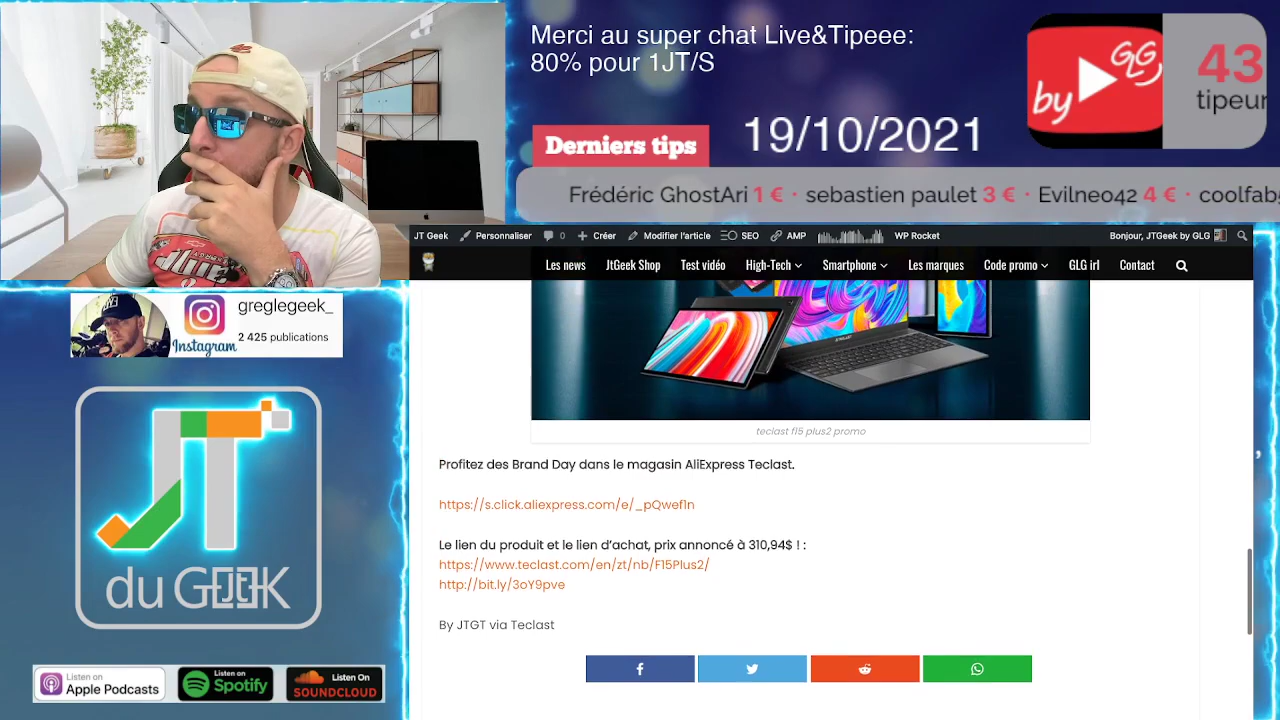 Merci au super chat Live&Tipeee:
80% pour 1JT/S
by GLG
43
tipeur
Derniers tips
19/10/2021
Frédéric GhostAri 1 € · sebastien paulet 3 € · Evilneo42 4 € · coolfabg
JT Geek Personnaliser 0 Créer Modifier l'article SEO AMP WP Rocket Bonjour, JTGeek by GLG
Les news JtGeek Shop Test vidéo High-Tech Smartphone Les marques Code promo GLG irl Contact
teclast f15 plus2 promo
Profitez des Brand Day dans le magasin AliExpress Teclast.
https://s.click.aliexpress.com/e/_pQwef1n
Le lien du produit et le lien d'achat, prix annoncé à 310,94$ ! :
https://www.teclast.com/en/zt/nb/F15Plus2/
http://bit.ly/3oY9pve
By JTGT via Teclast
greglegeek_
2 425 publications
Instagram
JT
du GEEK
Listen on
Apple Podcasts
Listen on
Spotify
Listen On
SOUNDCLOUD